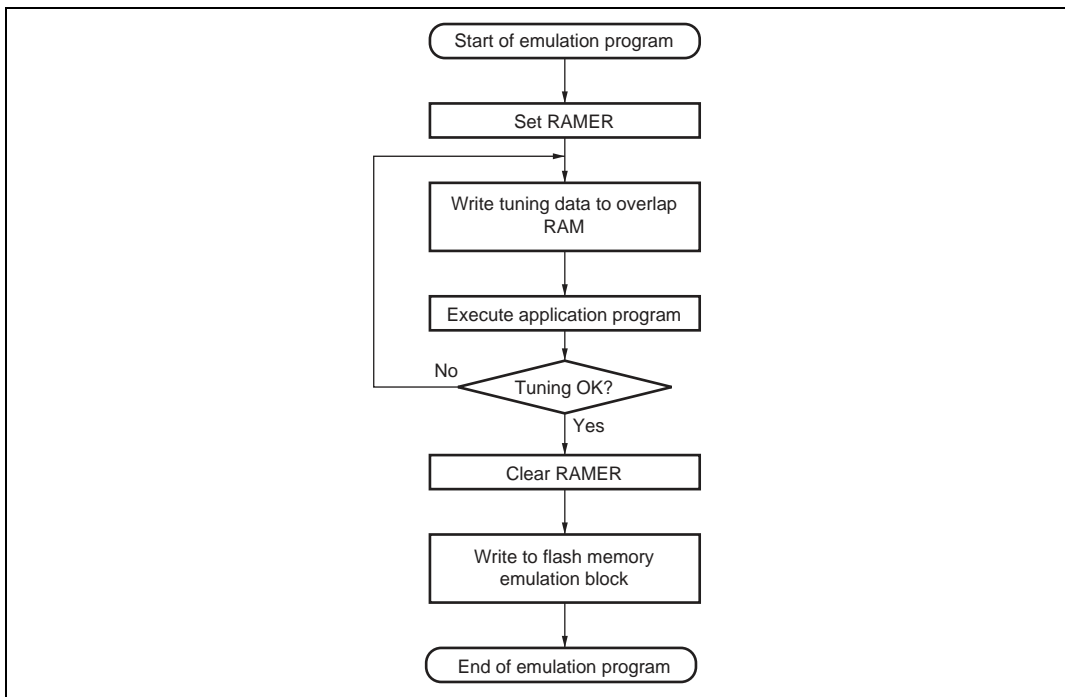 Start of emulation program
Set RAMER
Write tuning data to overlap
RAM
Execute application program
No
Tuning OK?
Yes
Clear RAMER
Write to flash memory
emulation block
End of emulation program